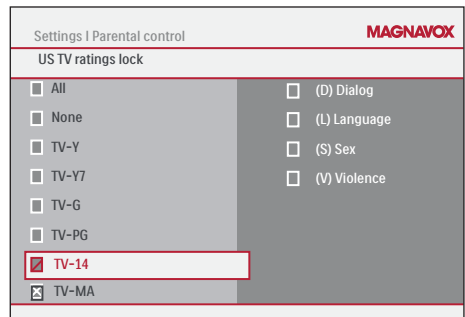 Settings I Parental control
MAGNAVOX
US TV ratings lock
All
None
TV-Y
TV-Y7
TV-G
TV-PG
TV-14
TV-MA
(D) Dialog
(L) Language
(S) Sex
(V) Violence